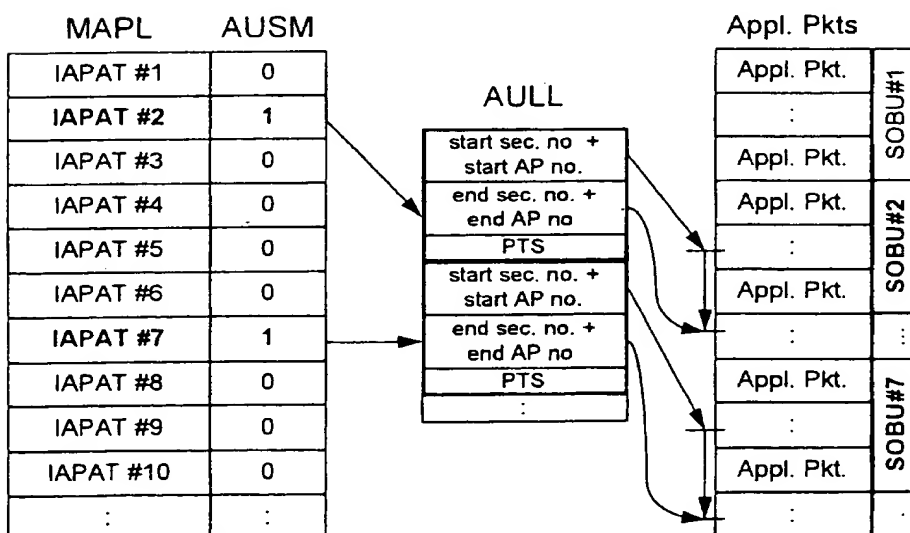 MAPL AUSM
IAPAT #1 0
IAPAT #2 1
IAPAT #3 0
IAPAT #4 0
IAPAT #5 0
IAPAT #6 0
IAPAT #7 1
IAPAT #8 0
IAPAT #9 0
IAPAT #10 0
: :
AULL
start sec. no +
start AP no.
end sec. no. +
end AP no
PTS
start sec. no. +
start AP no.
end sec. no. +
end AP no
PTS
:
Appl. Pkts
Appl. Pkt.
:
Appl. Pkt.
SOBU#1
Appl. Pkt.
:
Appl. Pkt.
SOBU#2
:
...
Appl. Pkt.
:
Appl. Pkt.
SOBU#7
: